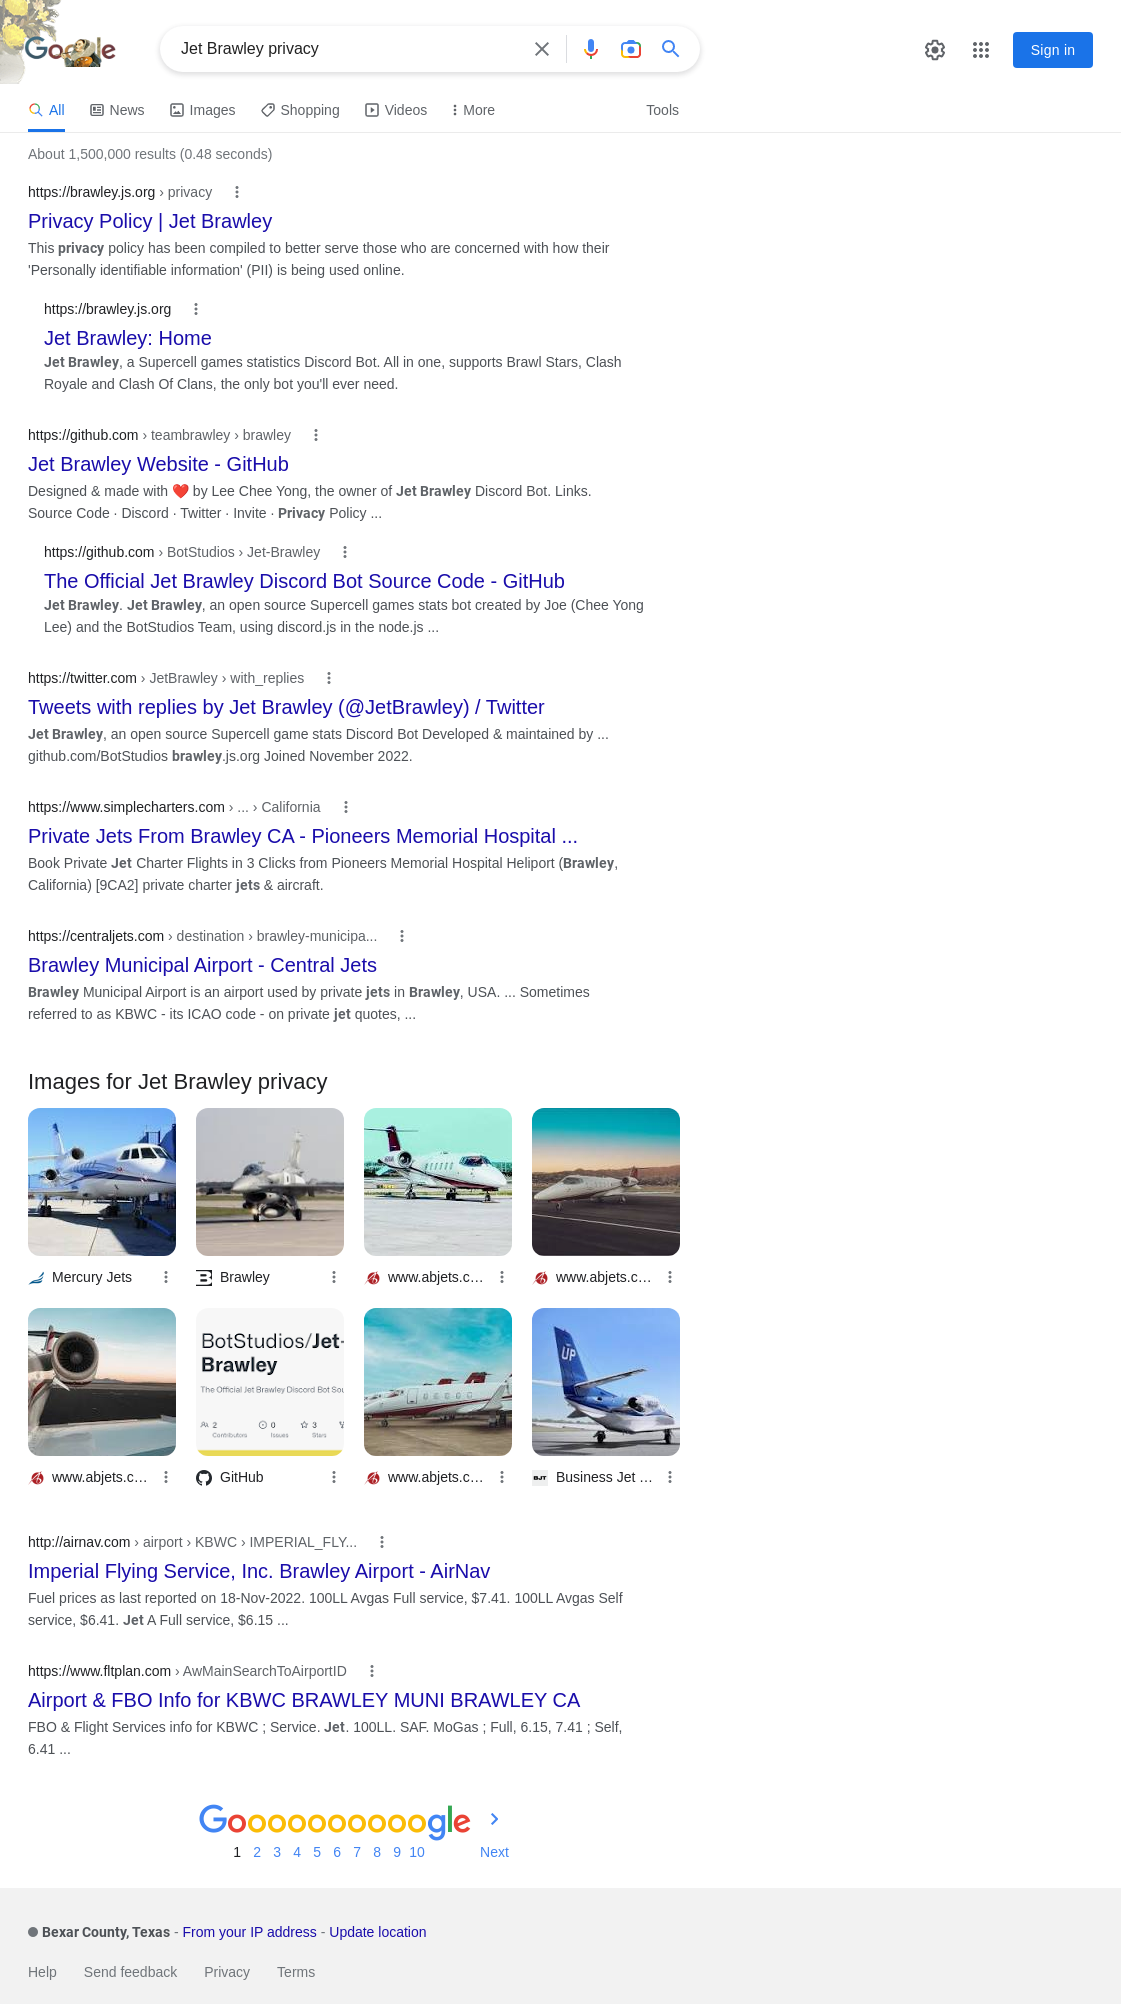 Google
Jet Brawley privacy
Sign in
All
News
Images
Shopping
Videos
More
Tools
About 1,500,000 results (0.48 seconds)
https://brawley.js.org › privacy
Privacy Policy | Jet Brawley
This privacy policy has been compiled to better serve those who are concerned with how their
'Personally identifiable information' (PII) is being used online.
https://brawley.js.org
Jet Brawley: Home
Jet Brawley, a Supercell games statistics Discord Bot. All in one, supports Brawl Stars, Clash
Royale and Clash Of Clans, the only bot you'll ever need.
https://github.com › teambrawley › brawley
Jet Brawley Website - GitHub
Designed & made with ❤️ by Lee Chee Yong, the owner of Jet Brawley Discord Bot. Links.
Source Code · Discord · Twitter · Invite · Privacy Policy ...
https://github.com › BotStudios › Jet-Brawley
The Official Jet Brawley Discord Bot Source Code - GitHub
Jet Brawley. Jet Brawley, an open source Supercell games stats bot created by Joe (Chee Yong
Lee) and the BotStudios Team, using discord.js in the node.js ...
https://twitter.com › JetBrawley › with_replies
Tweets with replies by Jet Brawley (@JetBrawley) / Twitter
Jet Brawley, an open source Supercell game stats Discord Bot Developed & maintained by ...
github.com/BotStudios brawley.js.org Joined November 2022.
https://www.simplecharters.com › ... › California
Private Jets From Brawley CA - Pioneers Memorial Hospital ...
Book Private Jet Charter Flights in 3 Clicks from Pioneers Memorial Hospital Heliport (Brawley,
California) [9CA2] private charter jets & aircraft.
https://centraljets.com › destination › brawley-municipa...
Brawley Municipal Airport - Central Jets
Brawley Municipal Airport is an airport used by private jets in Brawley, USA. ... Sometimes
referred to as KBWC - its ICAO code - on private jet quotes, ...
Images for Jet Brawley privacy
Mercury Jets
Brawley
www.abjets.c…
www.abjets.c…
BotStudios/Jet-
Brawley
The Official Jet Brawley Discord Bot Sou
2
0
3
Contributors
Issues
Stars
UP
www.abjets.c…
GitHub
www.abjets.c…
BJT
Business Jet …
http://airnav.com › airport › KBWC › IMPERIAL_FLY...
Imperial Flying Service, Inc. Brawley Airport - AirNav
Fuel prices as last reported on 18-Nov-2022. 100LL Avgas Full service, $7.41. 100LL Avgas Self
service, $6.41. Jet A Full service, $6.15 ...
https://www.fltplan.com › AwMainSearchToAirportID
Airport & FBO Info for KBWC BRAWLEY MUNI BRAWLEY CA
FBO & Flight Services info for KBWC ; Service. Jet. 100LL. SAF. MoGas ; Full, 6.15, 7.41 ; Self,
6.41 ...
Goooooooooogle
1 2 3 4 5 6 7 8 9 10 Next
Bexar County, Texas - From your IP address - Update location
Help Send feedback Privacy Terms